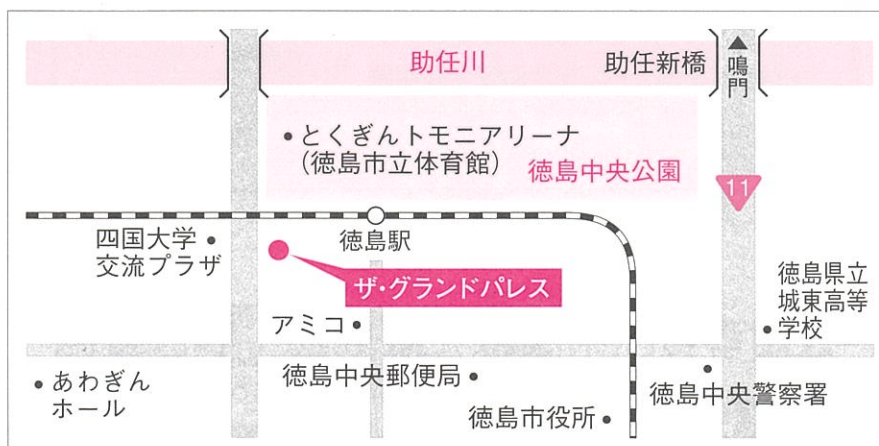 助任川
助任新橋
▲鳴門
• とくぎんトモニアリーナ
(徳島市立体育館)
徳島中央公園
11
四国大学
交流プラザ
徳島駅
ザ・グランドパレス
徳島県立
城東高等
学校
アミコ
あわぎん
ホール
徳島中央郵便局
徳島中央警察署
徳島市役所